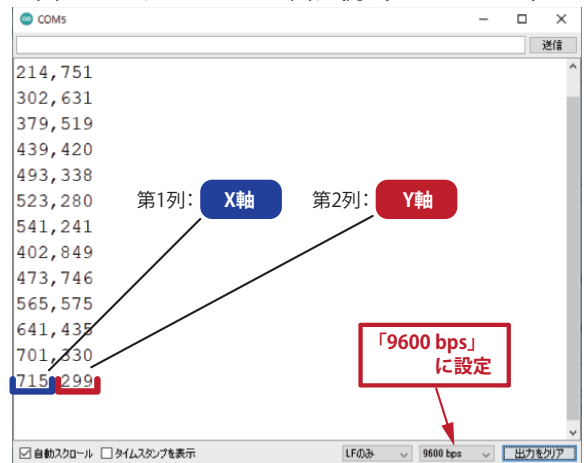 COM5
送信
214,751
302,631
379,519
439,420
493,338
523,280
第1列: X軸 第2列: Y軸
541,241
402,849
473,746
565,575
641,435
701,330
「9600 bps」
に設定
715,299
自動スクロール タイムスタンプを表示 LFのみ 9600 bps 出力をクリア